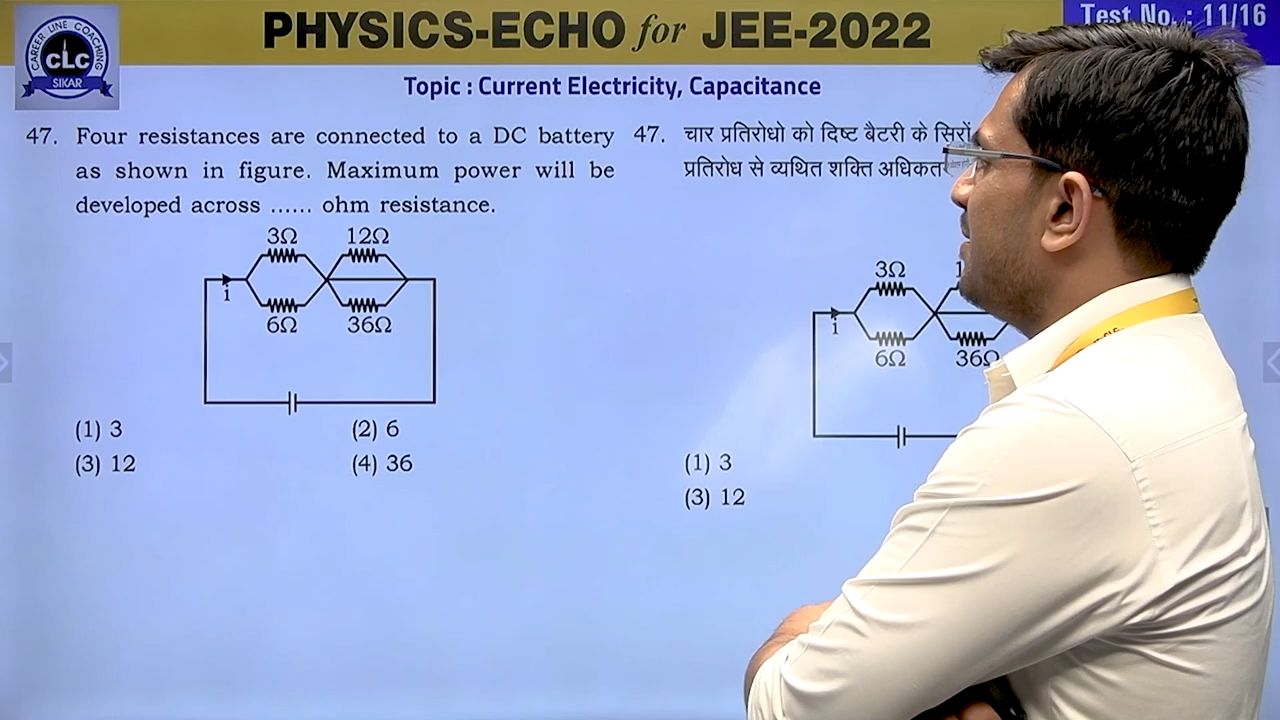 PHYSICS-ECHO for JEE-2022
Test No. : 11/16
CAREER LINE COACHING
CLC
SIKAR
Topic : Current Electricity, Capacitance
47. Four resistances are connected to a DC battery
as shown in figure. Maximum power will be
developed across ...... ohm resistance.
3Ω 12Ω
i
6Ω 36Ω
(1) 3 (2) 6
(3) 12 (4) 36
47. चार प्रतिरोधो को दिष्ट बैटरी के सिरों
प्रतिरोध से व्यथित शक्ति
3Ω
i
6Ω 36Ω
(1) 3
(3) 12